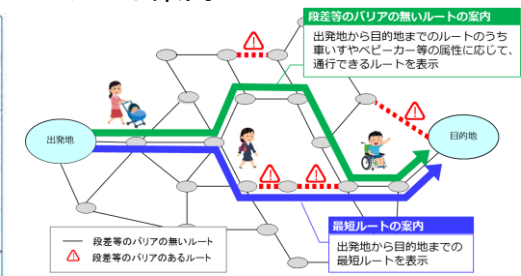 段差等のバリアの無いルートの案内
出発地から目的地までのルートのうち
車いすやベビーカー等の属性に応じて、
通行できるルートを表示
出発地
目的地
最短ルートの案内
出発地から目的地までの
最短ルートを表示
段差等のバリアの無いルート
段差等のバリアのあるルート